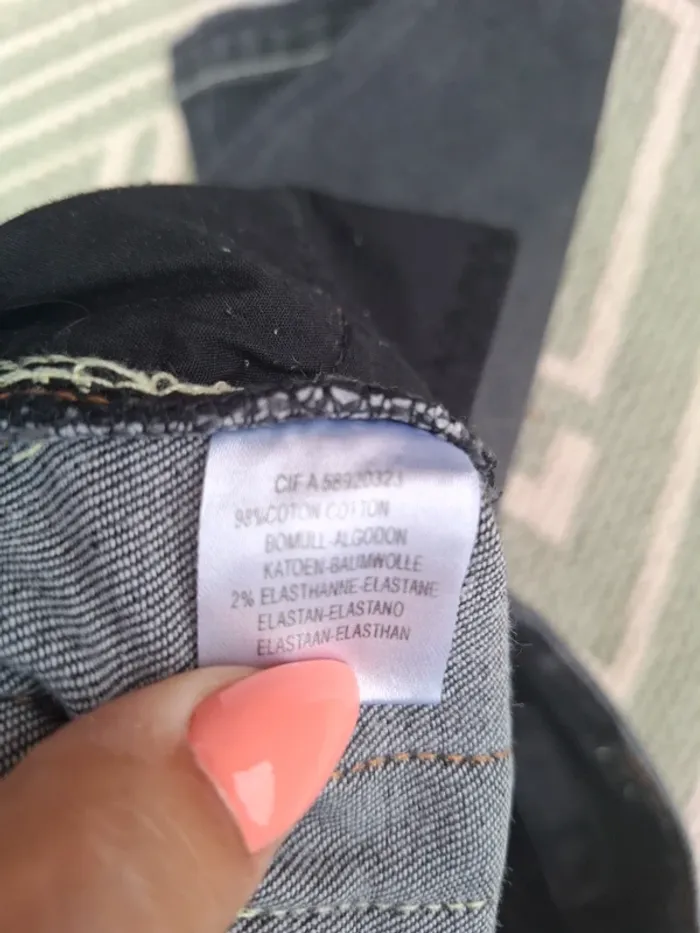 CIF A 58920323
98%COTON COTTON
BOMULL-ALGODON
KATOEN-BAUMWOLLE
2% ELASTHANNE-ELASTANE
ELASTAN-ELASTANO
ELASTAAN-ELASTHAN